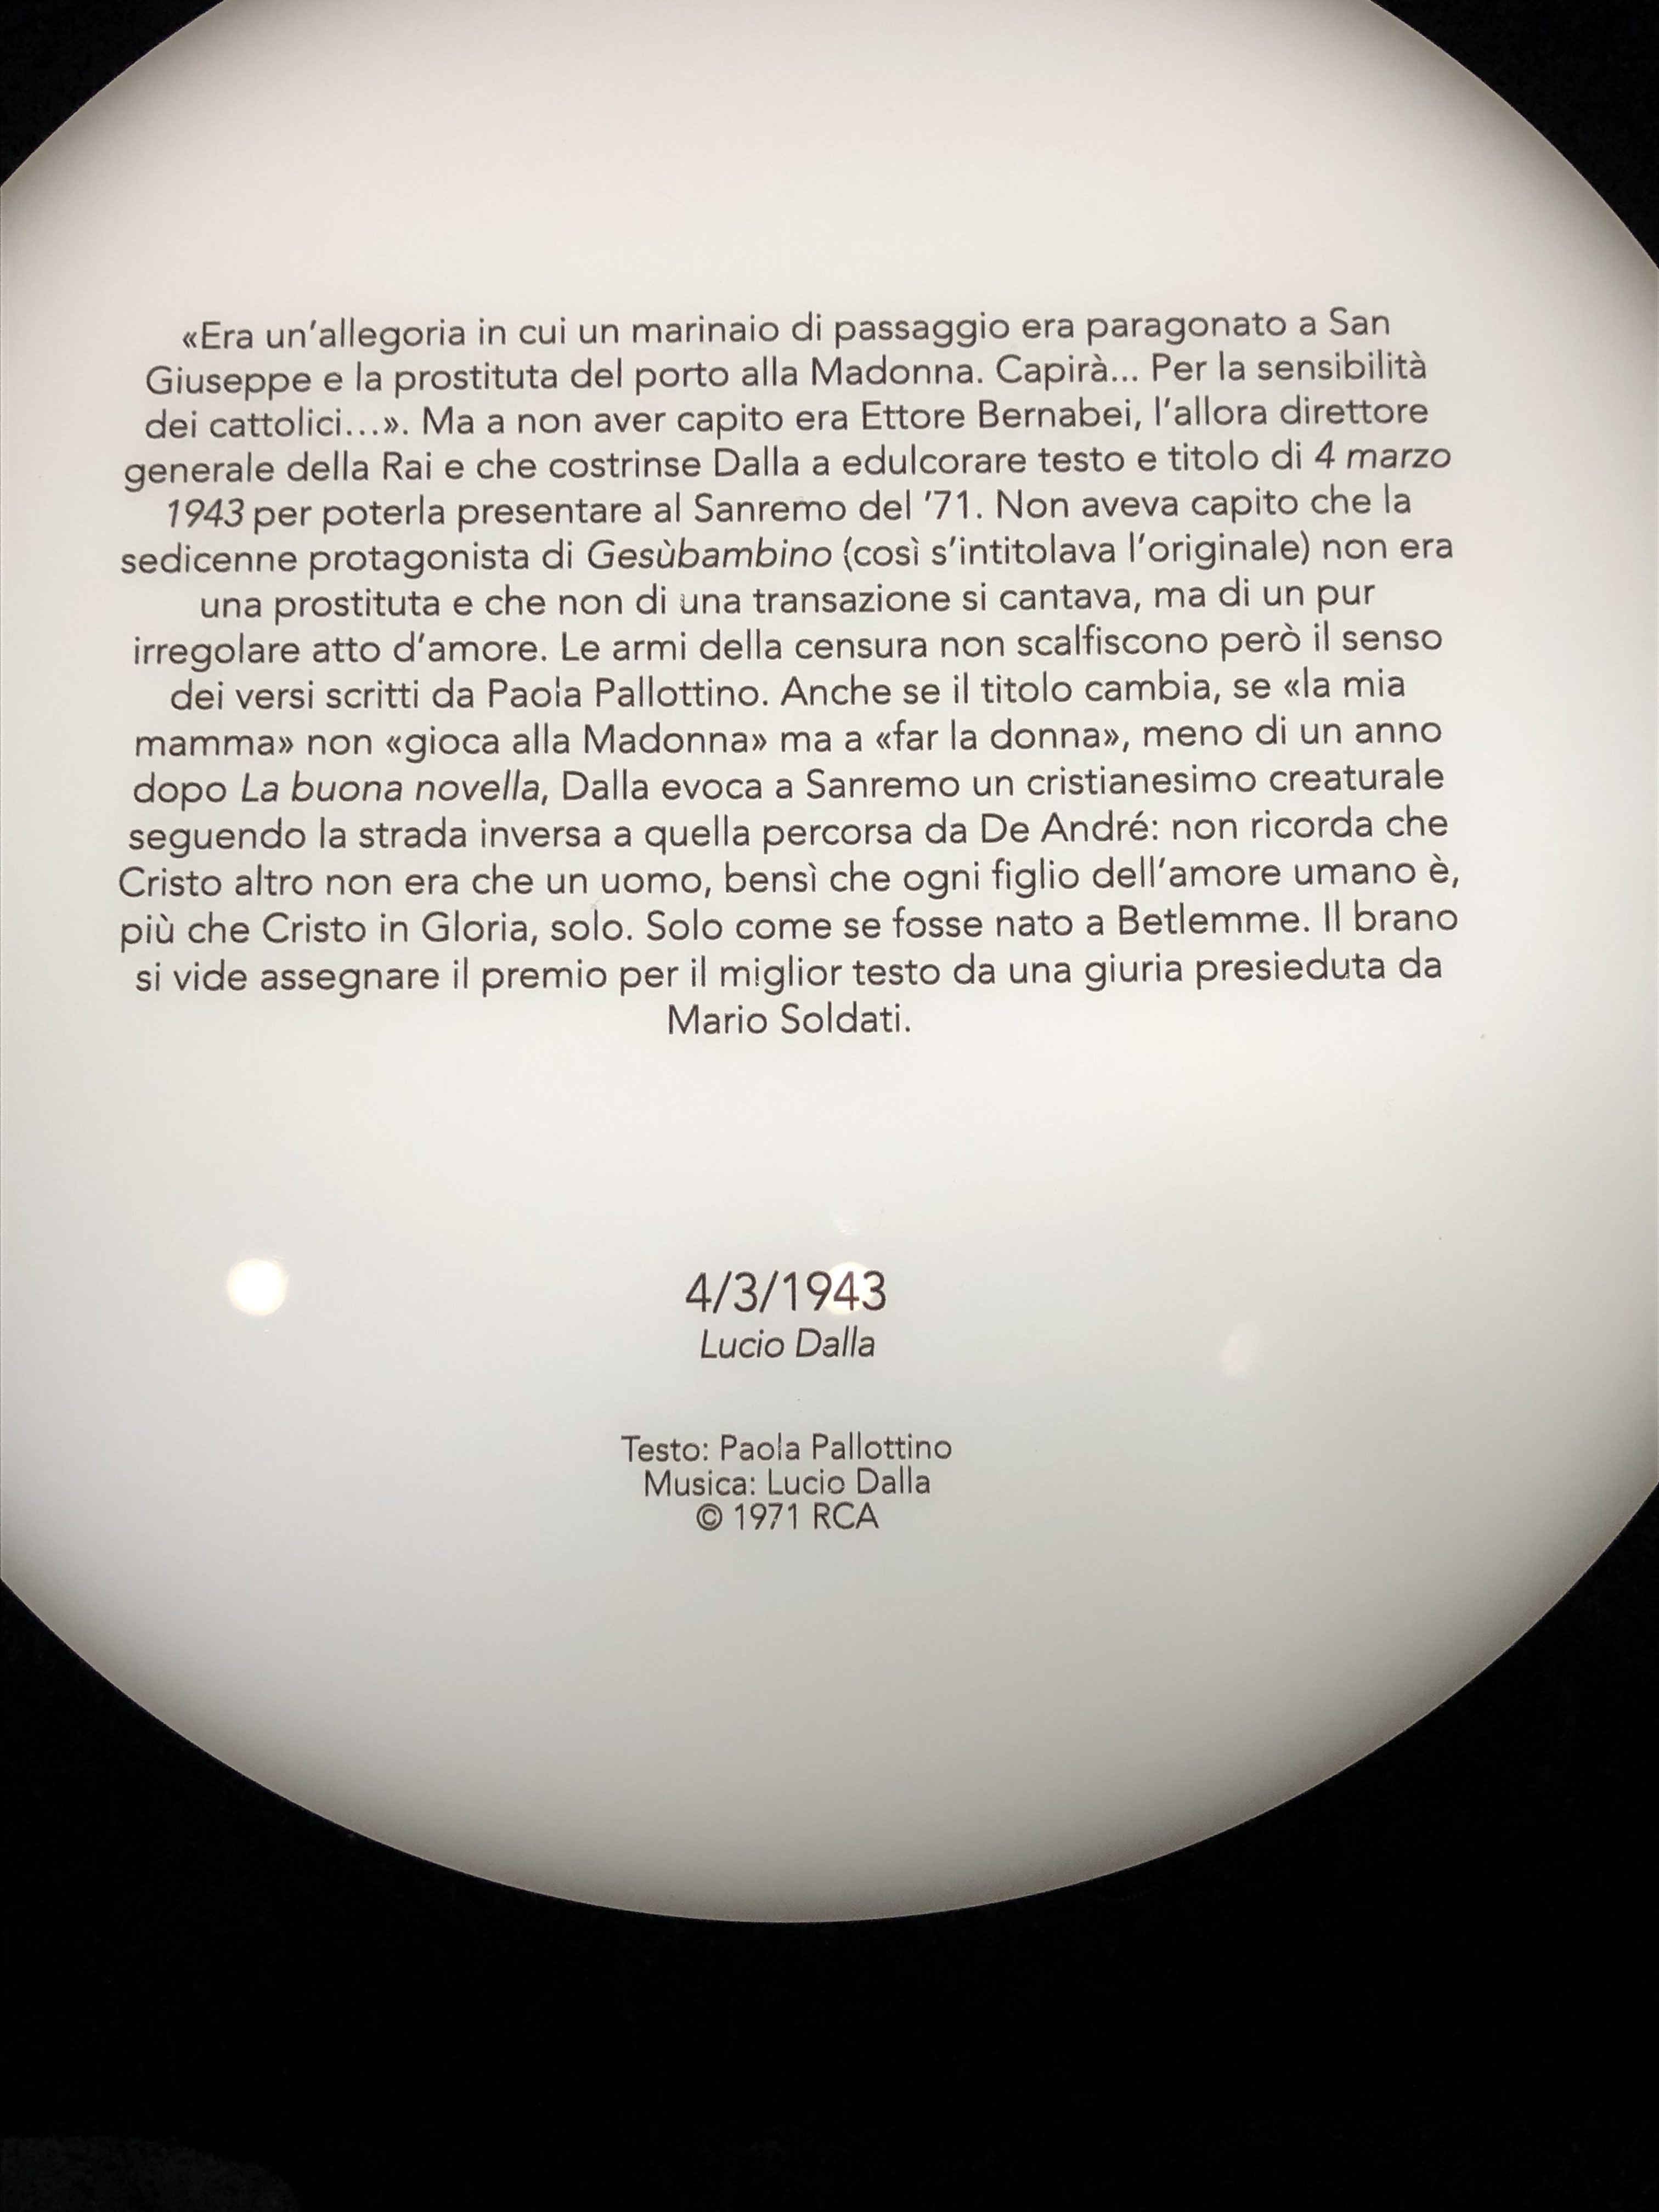 «Era un'allegoria in cui un marinaio di passaggio era paragonato a San
Giuseppe e la prostituta del porto alla Madonna. Capirà... Per la sensibilità
dei cattolici...». Ma a non aver capito era Ettore Bernabei, l'allora direttore
generale della Rai e che costrinse Dalla a edulcorare testo e titolo di 4 marzo
1943 per poterla presentare al Sanremo del '71. Non aveva capito che la
sedicenne protagonista di Gesùbambino (così s'intitolava l'originale) non era
una prostituta e che non di una transazione si cantava, ma di un pur
irregolare atto d'amore. Le armi della censura non scalfiscono però il senso
dei versi scritti da Paola Pallottino. Anche se il titolo cambia, se «la mia
mamma» non «gioca alla Madonna» ma a «far la donna», meno di un anno
dopo La buona novella, Dalla evoca a Sanremo un cristianesimo creaturale
seguendo la strada inversa a quella percorsa da De André: non ricorda che
Cristo altro non era che un uomo, bensì che ogni figlio dell'amore umano è,
più che Cristo in Gloria, solo. Solo come se fosse nato a Betlemme. Il brano
si vide assegnare il premio per il miglior testo da una giuria presieduta da
Mario Soldati.
4/3/1943
Lucio Dalla
Testo: Paola Pallottino
Musica: Lucio Dalla
© 1971 RCA